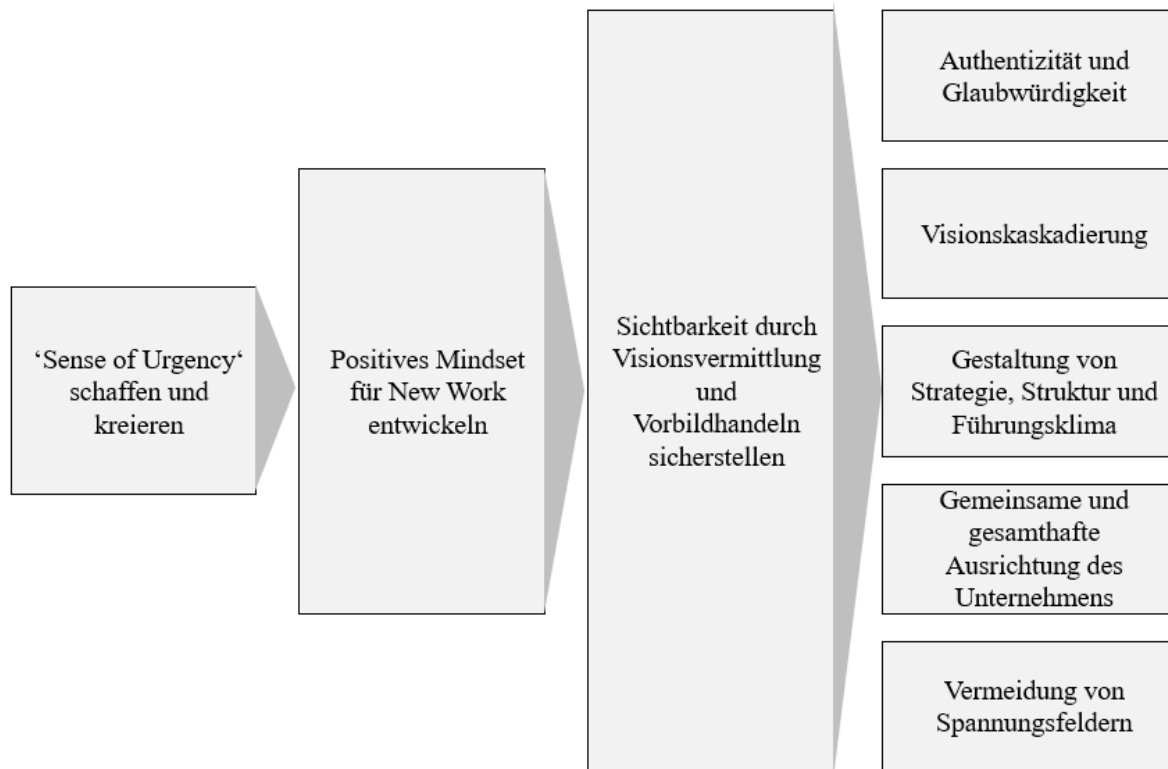 ‘Sense of Urgency‘
schaffen und
kreieren
Positives Mindset
für New Work
entwickeln
Sichtbarkeit durch
Visionsvermittlung
und
Vorbildhandeln
sicherstellen
Authentizität und
Glaubwürdigkeit
Visionskaskadierung
Gestaltung von
Strategie, Struktur und
Führungsklima
Gemeinsame und
gesamthafte
Ausrichtung des
Unternehmens
Vermeidung von
Spannungsfeldern